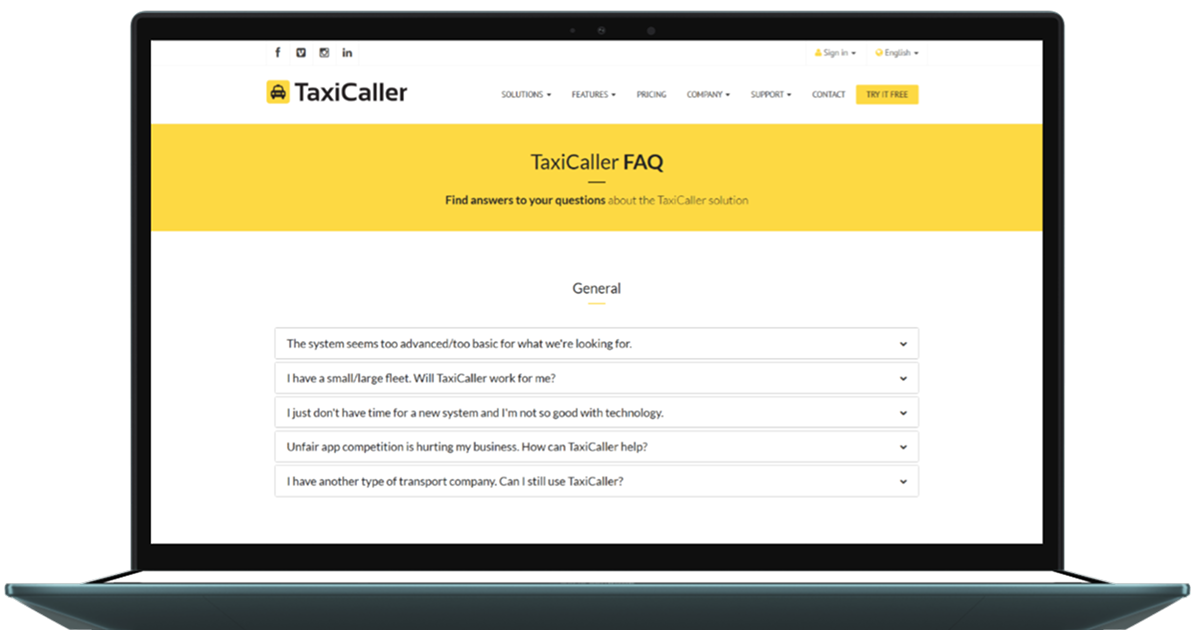 Sign in
English
TaxiCaller
SOLUTIONS
FEATURES
PRICING
COMPANY
SUPPORT
CONTACT
TRY IT FREE
TaxiCaller FAQ
Find answers to your questions about the TaxiCaller solution
General
The system seems too advanced/too basic for what we're looking for.
I have a small/large fleet. Will TaxiCaller work for me?
I just don't have time for a new system and I'm not so good with technology.
Unfair app competition is hurting my business. How can TaxiCaller help?
I have another type of transport company. Can I still use TaxiCaller?